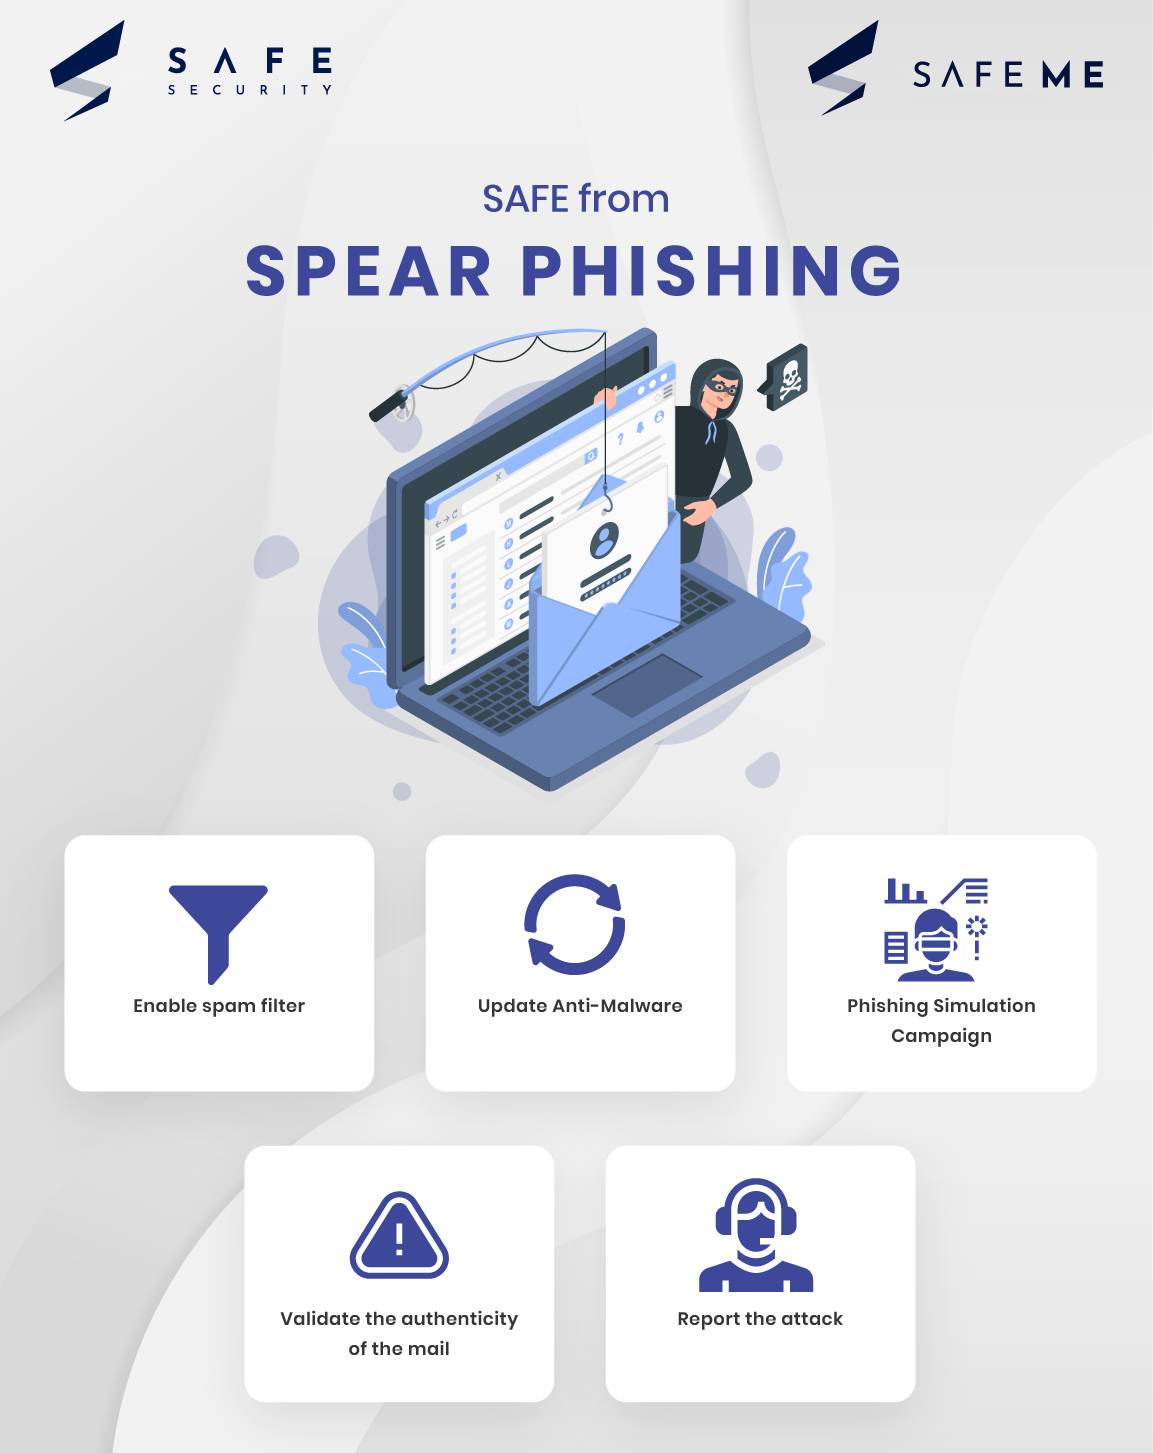 SAFE
SECURITY
SAFE ME
SAFE from
SPEAR PHISHING
Enable spam filter
Update Anti-Malware
Phishing Simulation
Campaign
Validate the authenticity
of the mail
Report the attack